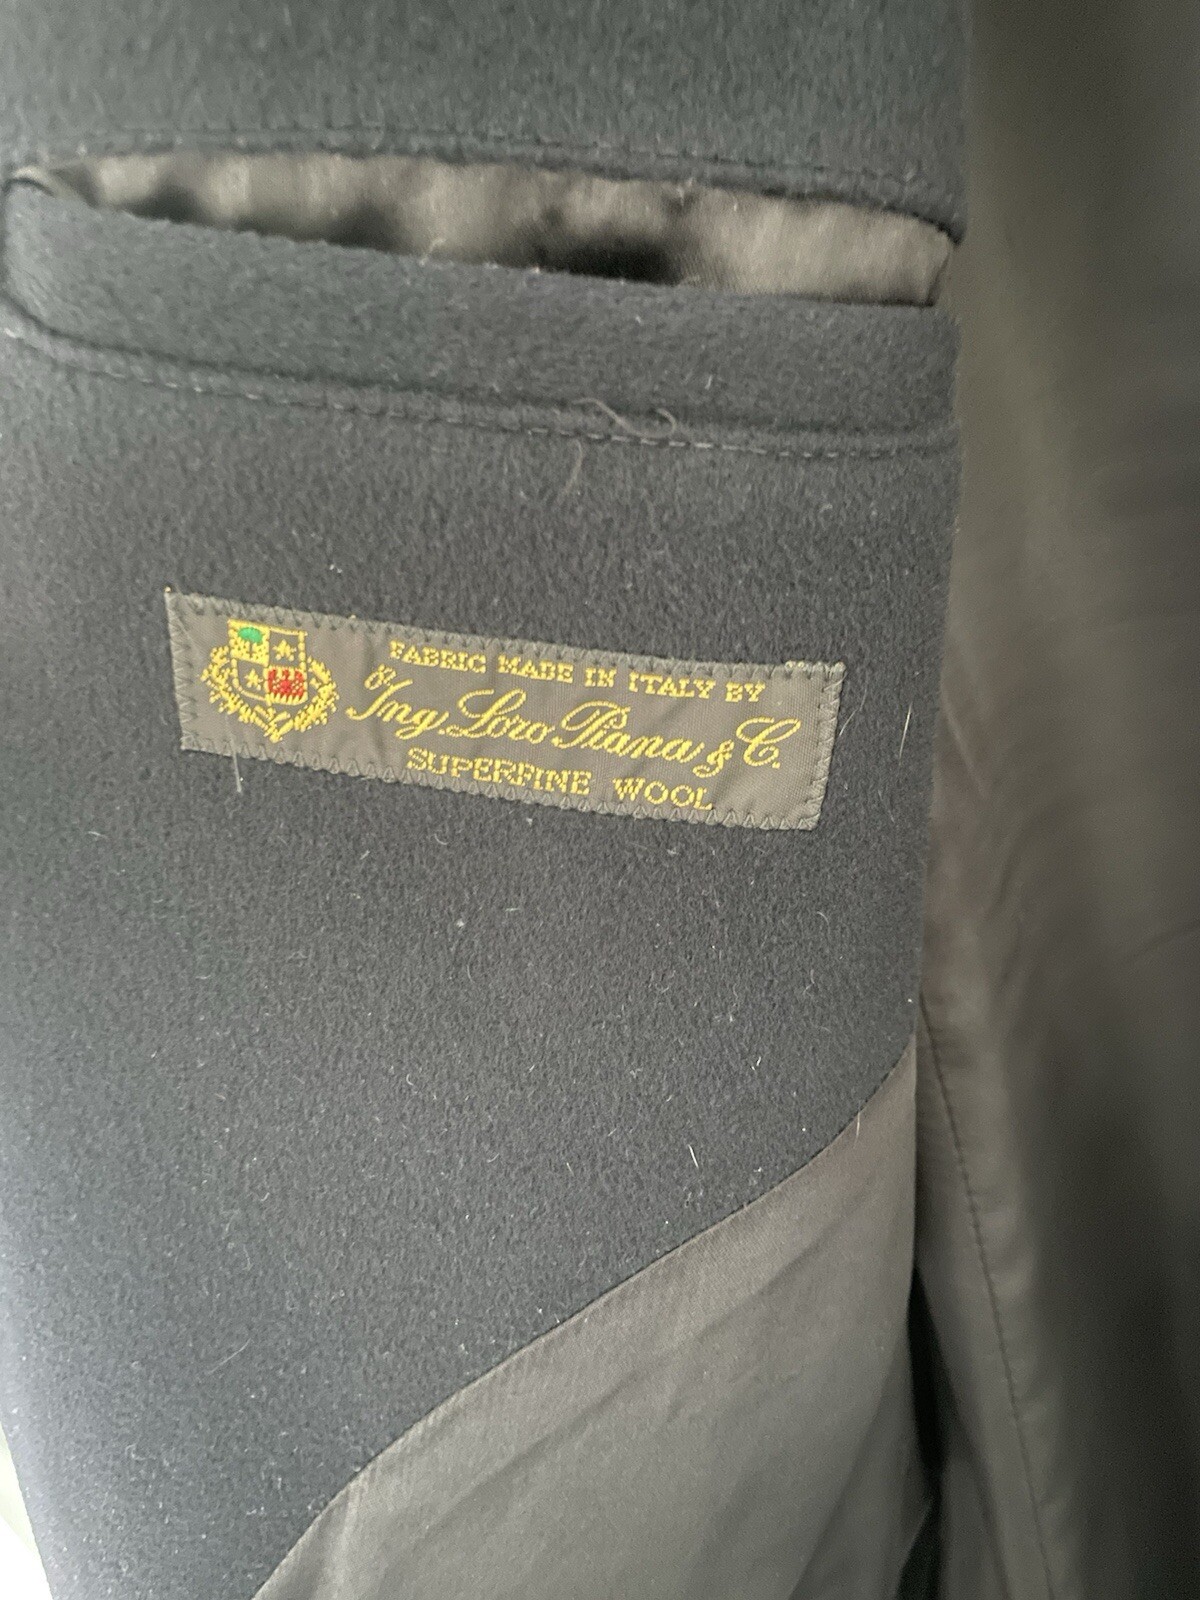 FABRIC MADE IN ITALY BY
Ing. Loro Piana & C.
SUPERFINE WOOL